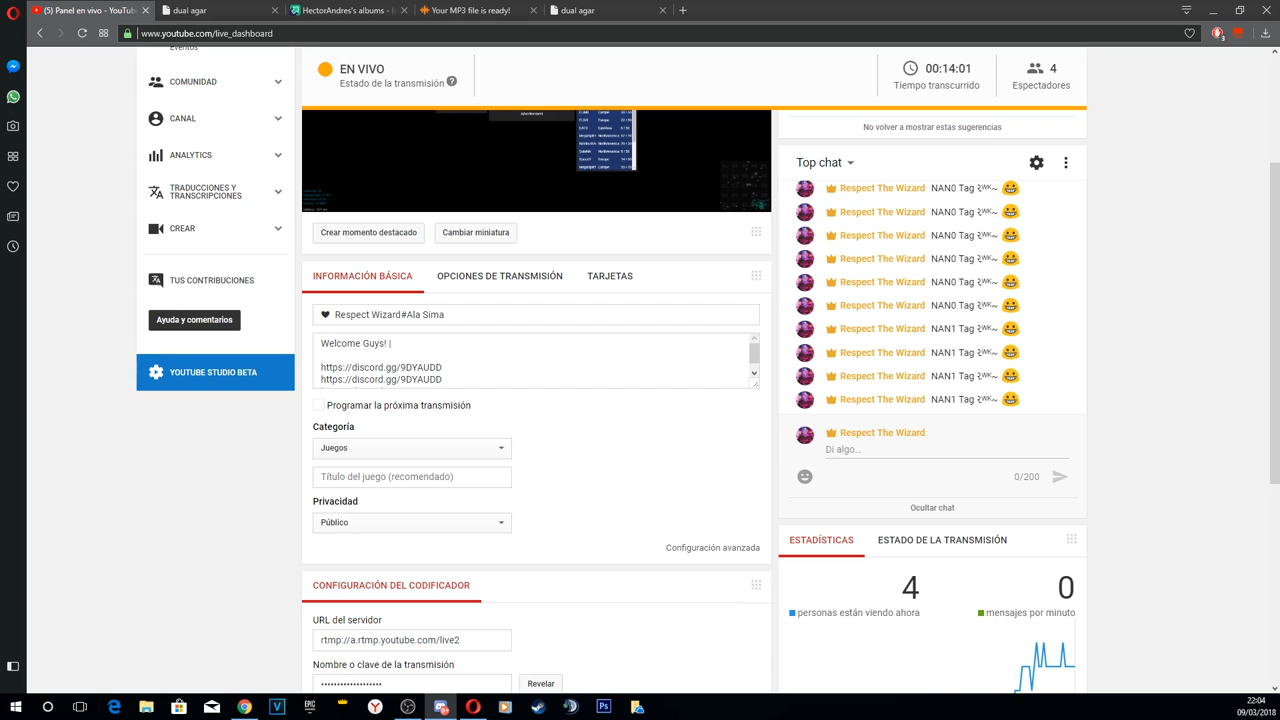 (5) Panel en vivo - YouTube
dual agar
HectorAndres's albums -
Your MP3 file is ready!
dual agar
www.youtube.com/live_dashboard
3
Eventos
COMUNIDAD
CANAL
ANALYTICS
TRADUCCIONES Y
TRANSCRIPCIONES
CREAR
TUS CONTRIBUCIONES
Ayuda y comentarios
YOUTUBE STUDIO BETA
EN VIVO
Estado de la transmisión
00:14:01
Tiempo transcurrido
4
Espectadores
Crear momento destacado
Cambiar miniatura
INFORMACIÓN BÁSICA
OPCIONES DE TRANSMISIÓN
TARJETAS
♥ Respect Wizard#Ala Sima
Welcome Guys! |
https://discord.gg/9DYAUDD
https://discord.gg/9DYAUDD
Programar la próxima transmisión
Categoría
Juegos
Título del juego (recomendado)
Privacidad
Público
Configuración avanzada
CONFIGURACIÓN DEL CODIFICADOR
URL del servidor
rtmp://a.rtmp.youtube.com/live2
Nombre o clave de la transmisión
••••••••••••••••••
Revelar
No volver a mostrar estas sugerencias
Top chat
Respect The Wizard NAN0 Tag
Respect The Wizard NAN0 Tag
Respect The Wizard NAN0 Tag
Respect The Wizard NAN0 Tag
Respect The Wizard NAN0 Tag
Respect The Wizard NAN0 Tag
Respect The Wizard NAN1 Tag
Respect The Wizard NAN1 Tag
Respect The Wizard NAN1 Tag
Respect The Wizard NAN1 Tag
Respect The Wizard
Di algo...
0/200
Ocultar chat
ESTADÍSTICAS
ESTADO DE LA TRANSMISIÓN
4
personas están viendo ahora
0
mensajes por minuto
22:04
09/03/2018